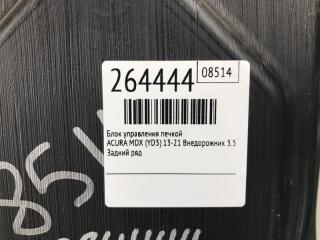 264444 08514
Блок управления печкой
ACURA MDX (YD3) 13-21 Внедорожник 3.5
Задний ряд